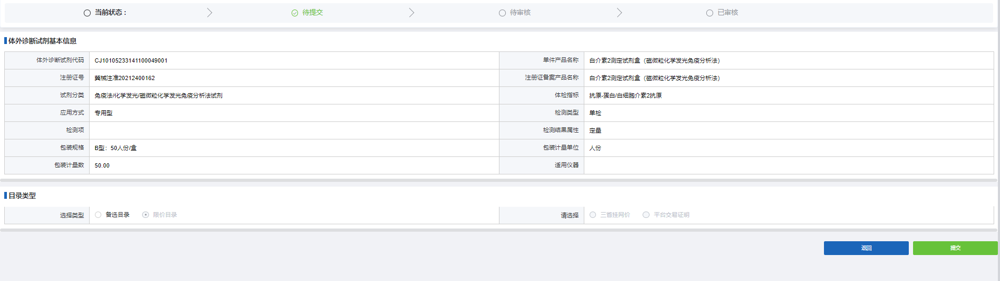 当前状态： 待提交 待审核 已审核
体外诊断试剂基本信息
体外诊断试剂代码 CJ10105233141100049001 单件产品名称 白介素2测定试剂盒（磁微粒化学发光免疫分析法）
注册证号 冀械注准20212400162 注册证备案产品名称 白介素2测定试剂盒（磁微粒化学发光免疫分析法）
试剂分类 免疫法/化学发光/磁微粒化学发光免疫分析法试剂 体检指标 抗原-蛋白/白细胞介素2抗原
应用方式 专用型 检测类型 单检
检测项 检测结果属性 定量
包装规格 B型：50人份/盒 包装计量单位 人份
包装计量数 50.00 适用仪器
目录类型
选择类型 备选目录 限价目录 请选择 三省挂网价 平台交易证明
返回 提交